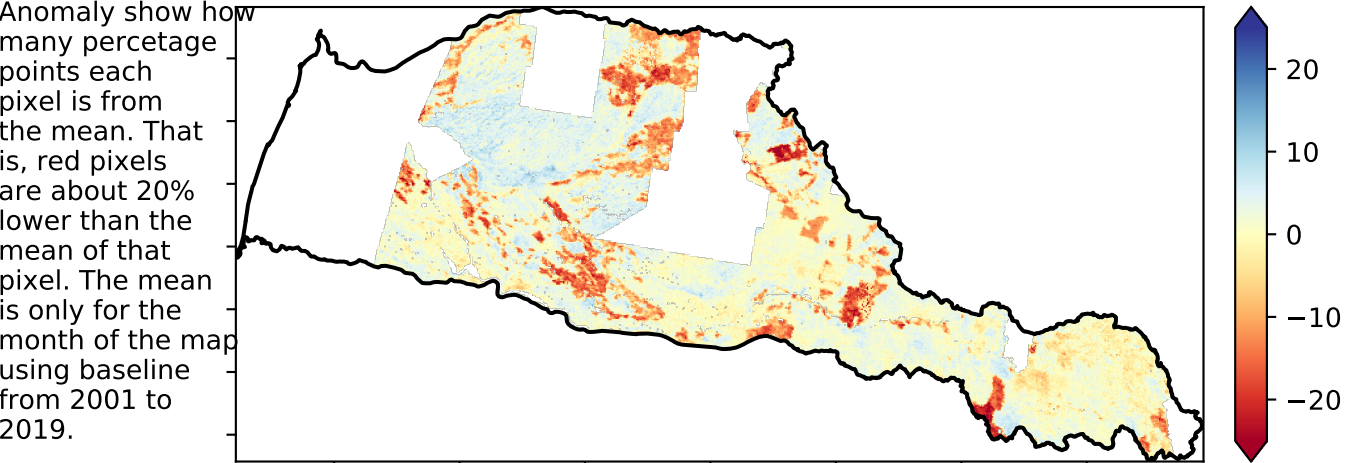 Anomaly show how
many percetage
points each
pixel is from
the mean. That
is, red pixels
are about 20%
lower than the
mean of that
pixel. The mean
is only for the
month of the map
using baseline
from 2001 to
2019.
20
10
0
−10
−20